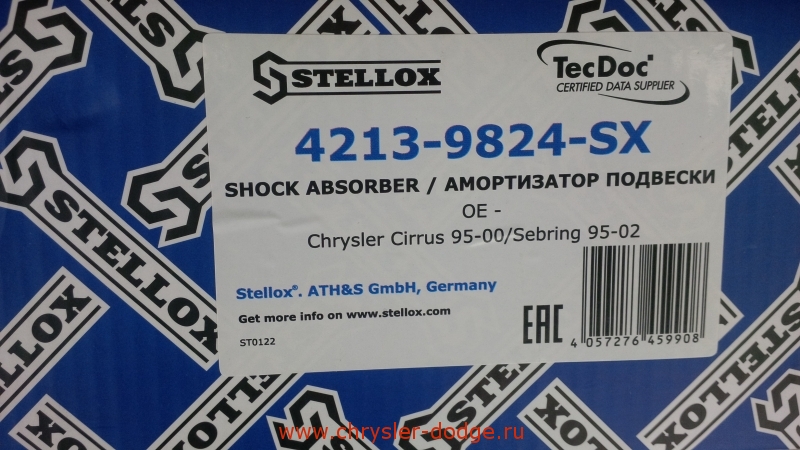 STELLOX
TecDoc
CERTIFIED DATA SUPPLIER
4213-9824-SX
SHOCK ABSORBER / АМОРТИЗАТОР ПОДВЕСКИ
OE -
Chrysler Cirrus 95-00/Sebring 95-02
Stellox®. ATH&S GmbH, Germany
Get more info on www.stellox.com
ST0122
EAC
4 057276 459908
STELLOX
STELLOX
STELLOX
STELLOX
www.chrysler-dodge.ru